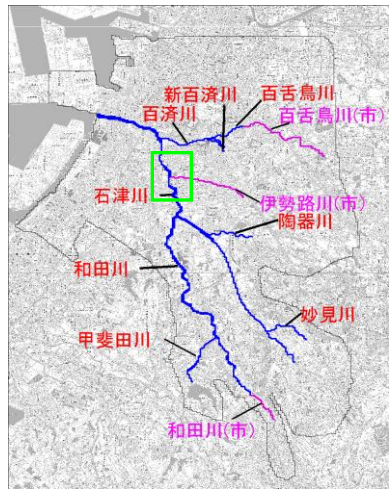 新百済川
百舌鳥川
百済川
百舌鳥川(市)
石津川
伊勢路川(市)
陶器川
和田川
妙見川
甲斐田川
和田川(市)